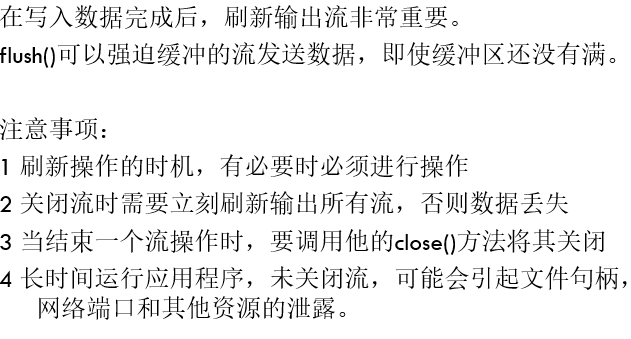 在写入数据完成后，刷新输出流非常重要。
flush()可以强迫缓冲的流发送数据，即使缓冲区还没有满。
注意事项：
1 刷新操作的时机，有必要时必须进行操作
2 关闭流时需要立刻刷新输出所有流，否则数据丢失
3 当结束一个流操作时，要调用他的close()方法将其关闭
4 长时间运行应用程序，未关闭流，可能会引起文件句柄，
网络端口和其他资源的泄露。